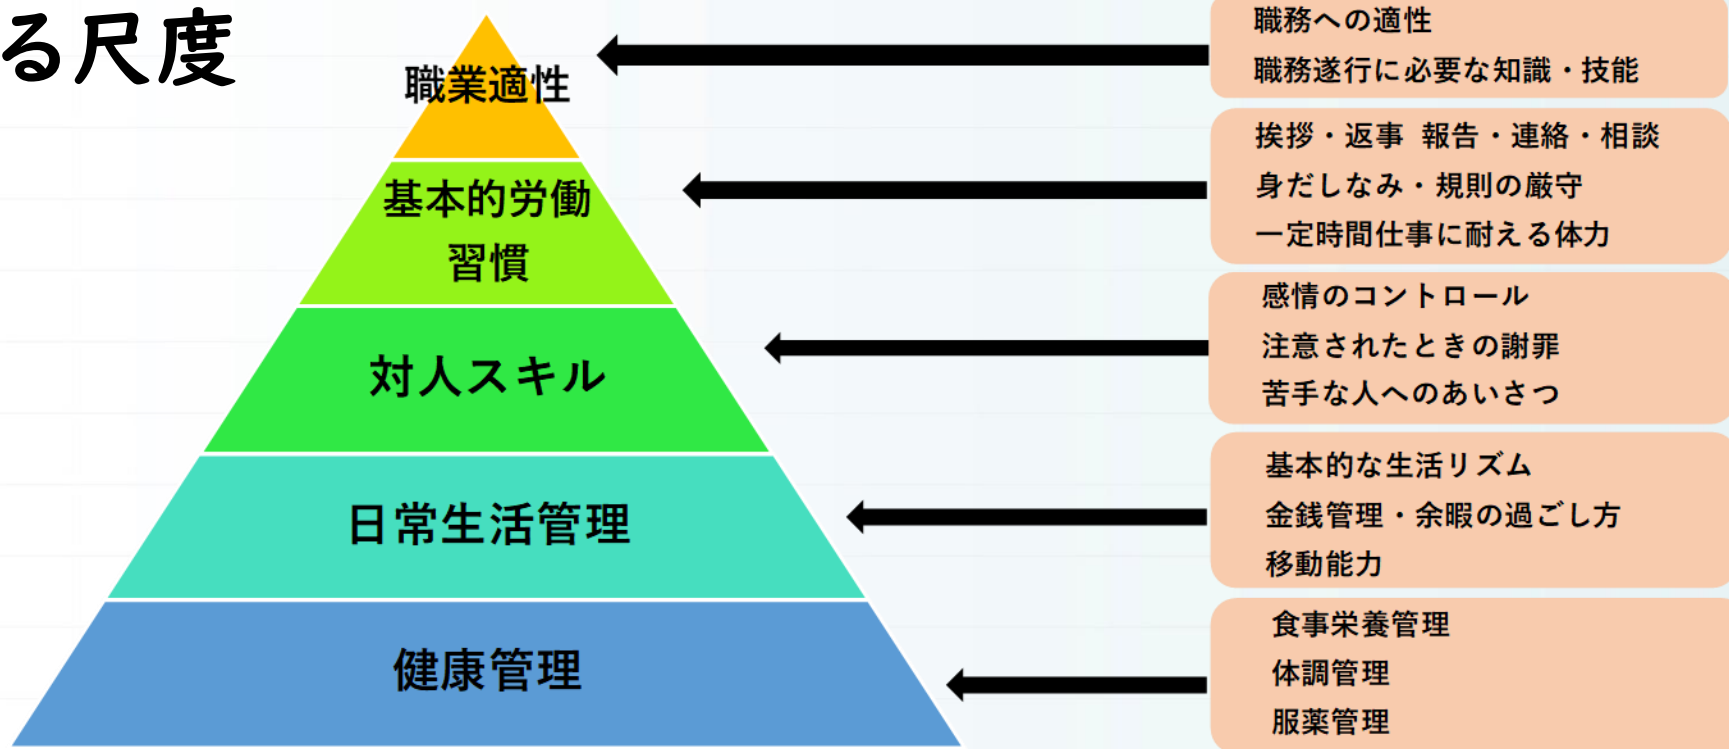 る尺度
職業適性
職務への適性
職務遂行に必要な知識・技能
基本的労働
習慣
挨拶・返事 報告・連絡・相談
身だしなみ・規則の厳守
一定時間仕事に耐える体力
対人スキル
感情のコントロール
注意されたときの謝罪
苦手な人へのあいさつ
日常生活管理
基本的な生活リズム
金銭管理・余暇の過ごし方
移動能力
健康管理
食事栄養管理
体調管理
服薬管理